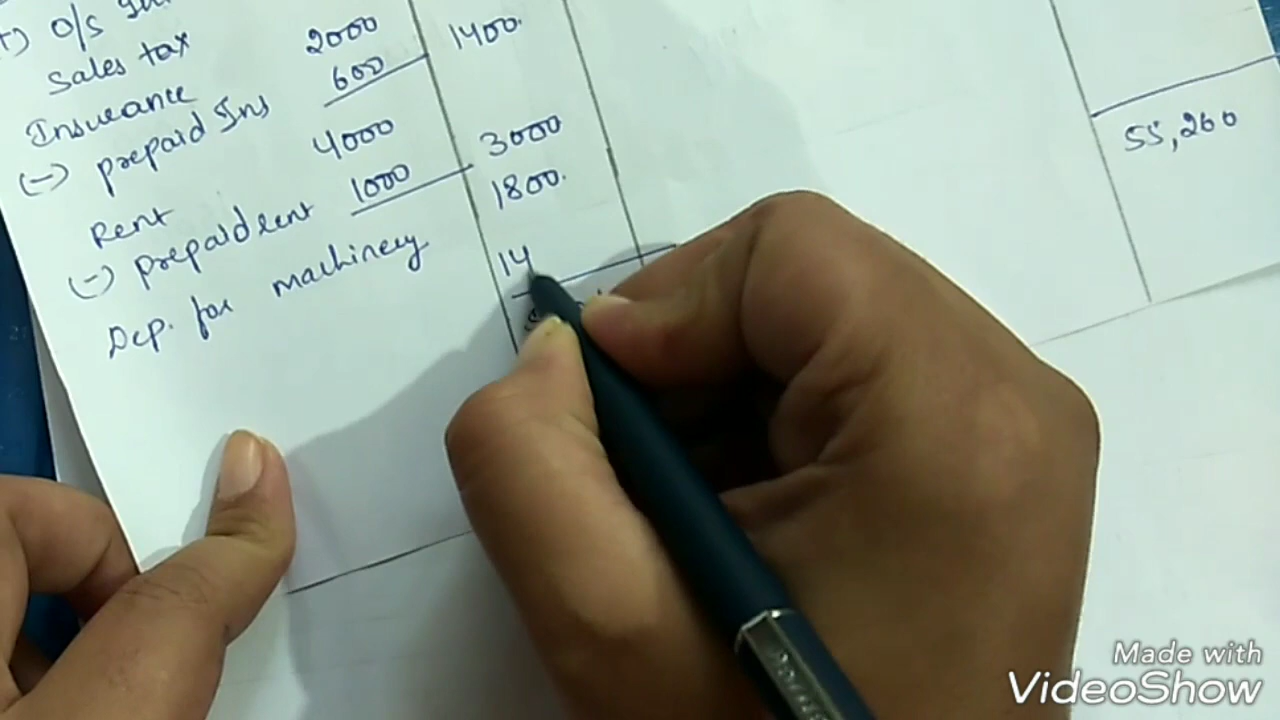 +) O/S
Sales tax
Insurance 2000
(-) prepaid Ins 600 1400.
Rent 4000
(-) prepaid rent 1000 3000
Dep. for machinery 1800.
14
55,260
Made with
VideoShow